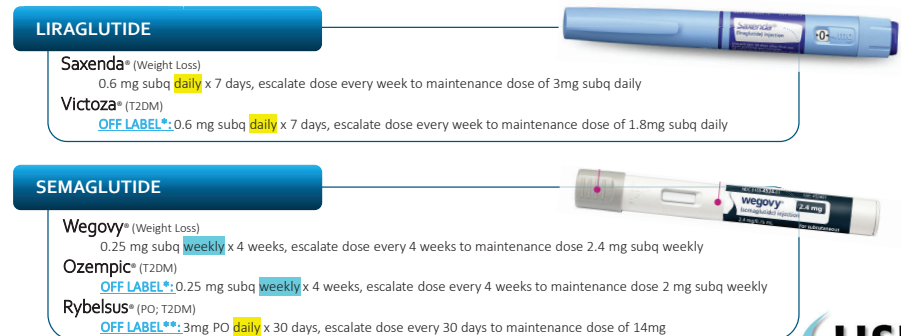 LIRAGLUTIDE
Saxenda® (Weight Loss)
0.6 mg subq daily x 7 days, escalate dose every week to maintenance dose of 3mg subq daily
Victoza® (T2DM)
OFF LABEL*: 0.6 mg subq daily x 7 days, escalate dose every week to maintenance dose of 1.8mg subq daily
Saxenda®
liraglutide injection
0
SEMAGLUTIDE
Wegovy® (Weight Loss)
0.25 mg subq weekly x 4 weeks, escalate dose every 4 weeks to maintenance dose 2.4 mg subq weekly
Ozempic® (T2DM)
OFF LABEL*: 0.25 mg subq weekly x 4 weeks, escalate dose every 4 weeks to maintenance dose 2 mg subq weekly
Rybelsus® (PO; T2DM)
OFF LABEL**: 3mg PO daily x 30 days, escalate dose every 30 days to maintenance dose of 14mg
wegovy®
semaglutide injection
2.4 mg